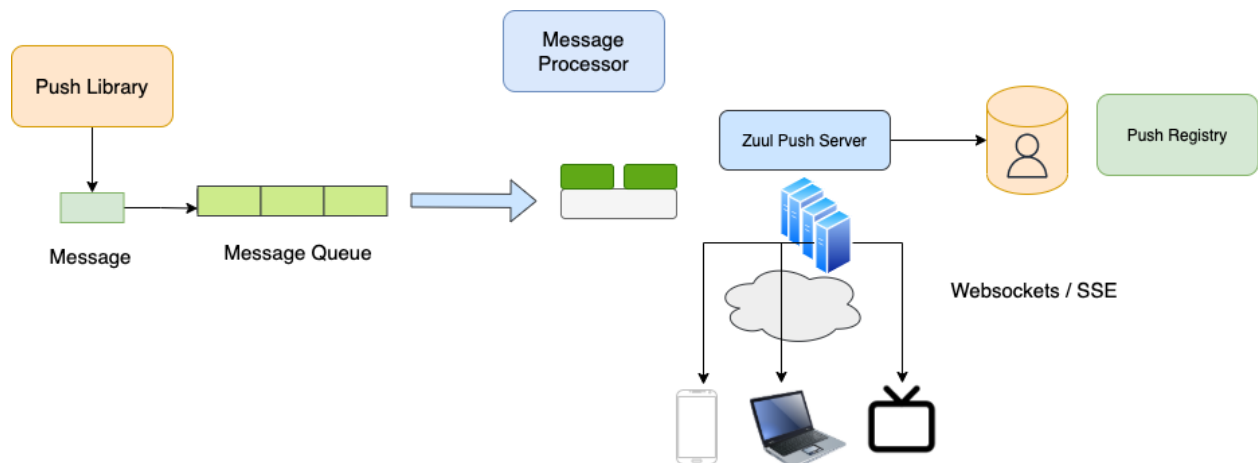 Push Library
Message
Processor
Zuul Push Server
Push Registry
Message
Message Queue
Websockets / SSE